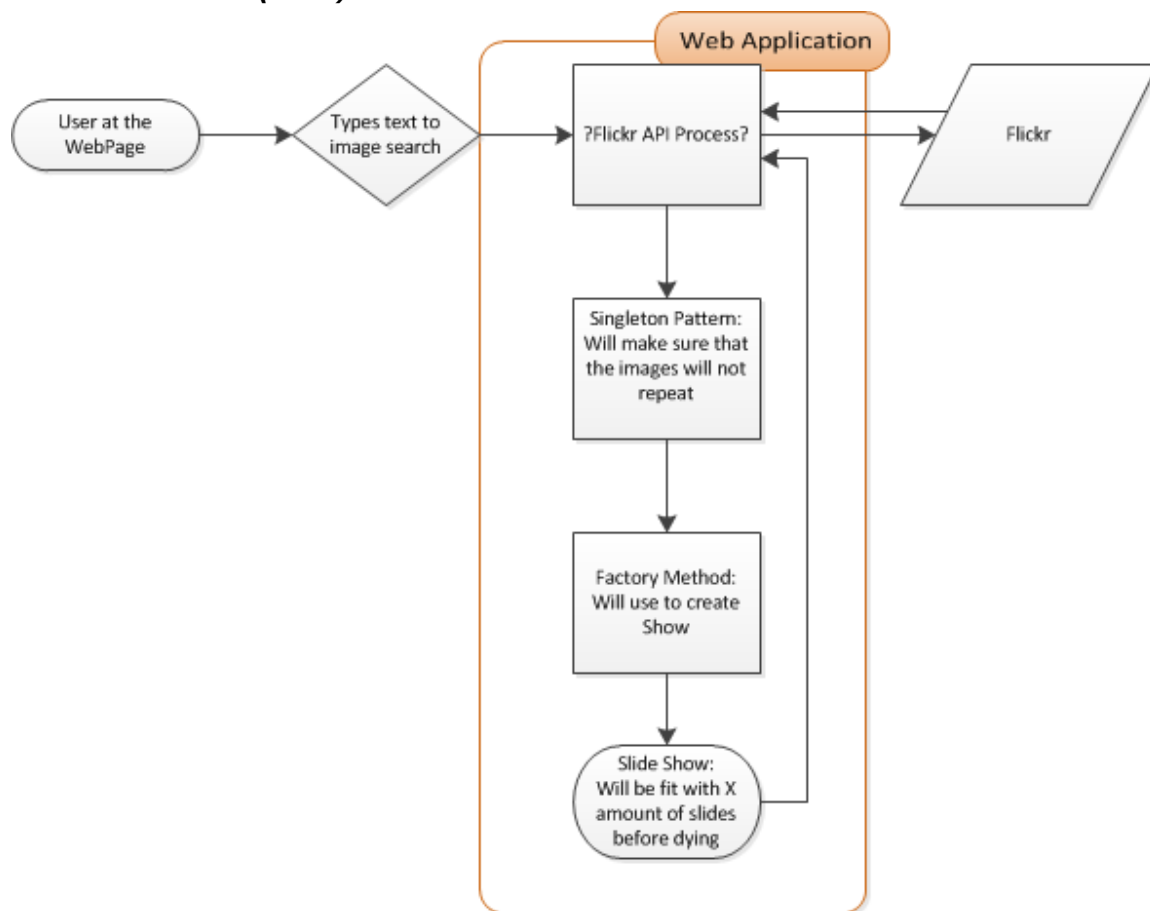 Web Application
User at the
WebPage
Types text to
image search
?Flickr API Process?
Flickr
Singleton Pattern:
Will make sure that
the images will not
repeat
Factory Method:
Will use to create
Show
Slide Show:
Will be fit with X
amount of slides
before dying